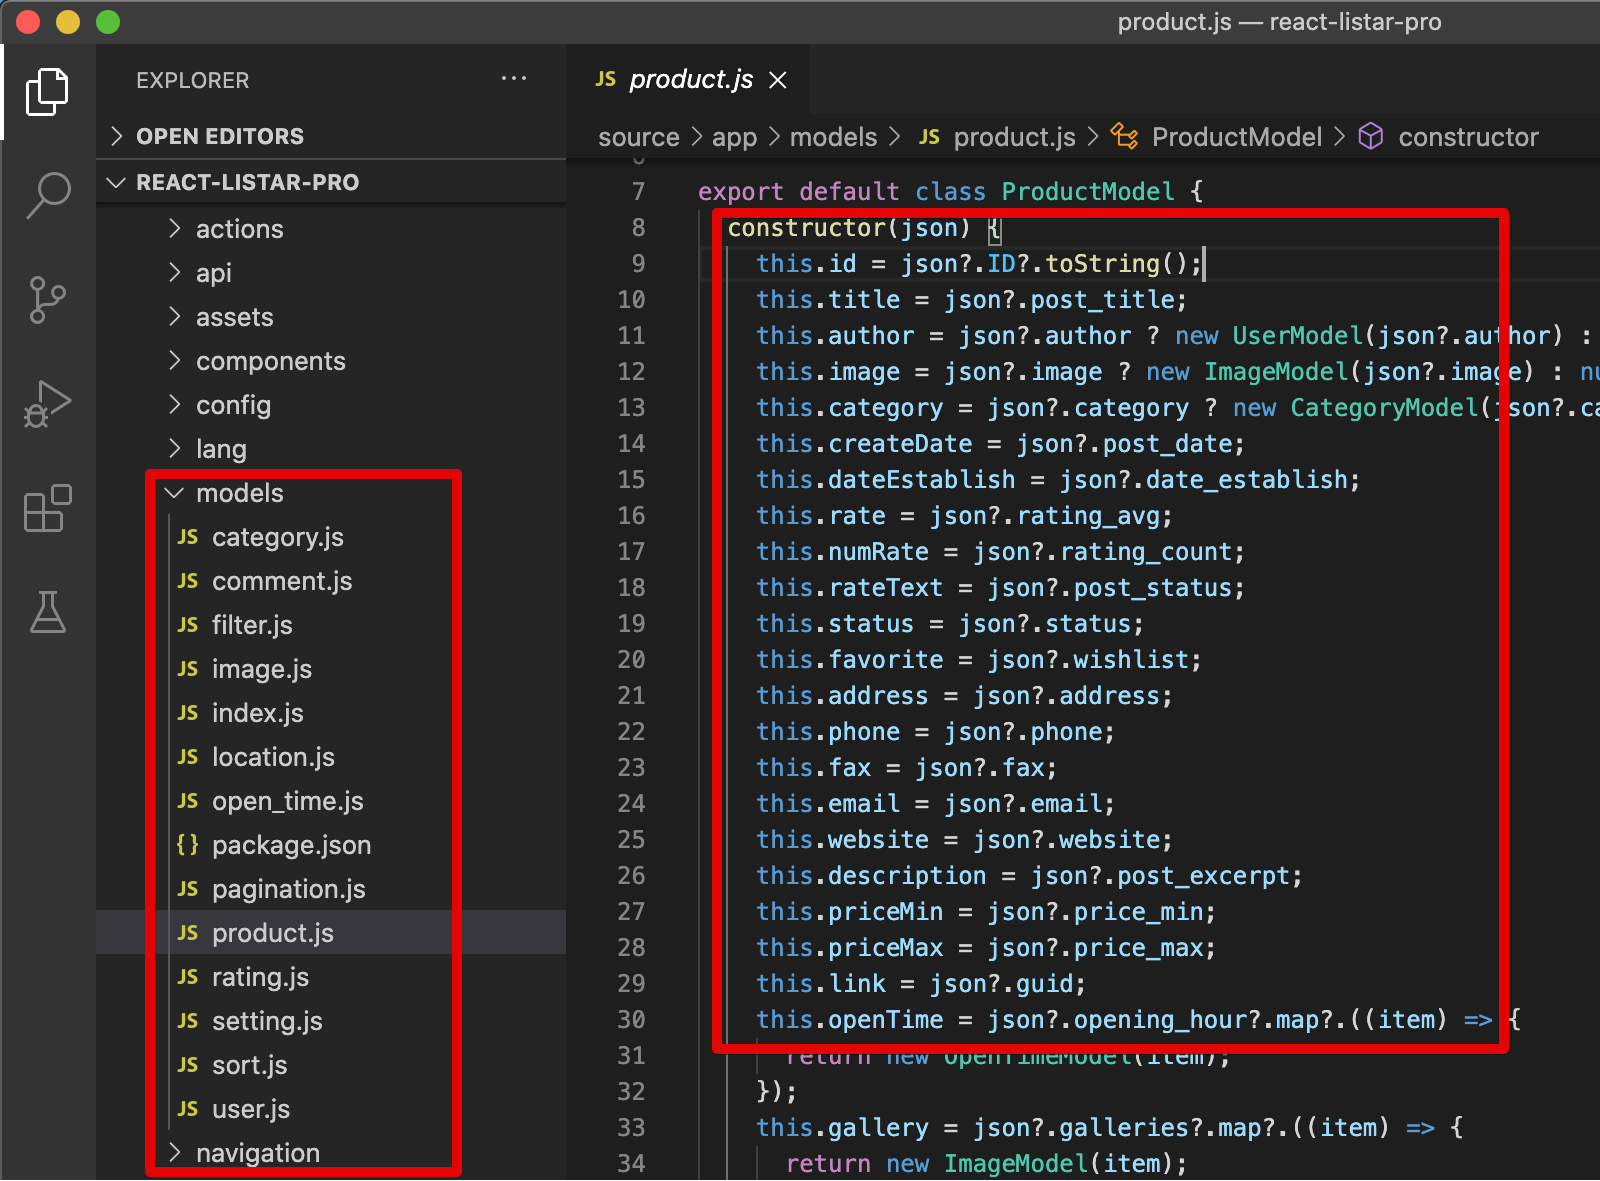 product.js — react-listar-pro
EXPLORER
OPEN EDITORS
REACT-LISTAR-PRO
actions
api
assets
components
config
lang
models
JS category.js
JS comment.js
JS filter.js
JS image.js
JS index.js
JS location.js
JS open_time.js
{} package.json
JS pagination.js
JS product.js
JS rating.js
JS setting.js
JS sort.js
JS user.js
navigation
JS product.js
source > app > models > JS product.js > ProductModel > constructor
7 export default class ProductModel {
8 constructor(json) {
9 this.id = json?.ID?.toString();
10 this.title = json?.post_title;
11 this.author = json?.author ? new UserModel(json?.author) :
12 this.image = json?.image ? new ImageModel(json?.image) : nu
13 this.category = json?.category ? new CategoryModel(json?.ca
14 this.createDate = json?.post_date;
15 this.dateEstablish = json?.date_establish;
16 this.rate = json?.rating_avg;
17 this.numRate = json?.rating_count;
18 this.rateText = json?.post_status;
19 this.status = json?.status;
20 this.favorite = json?.wishlist;
21 this.address = json?.address;
22 this.phone = json?.phone;
23 this.fax = json?.fax;
24 this.email = json?.email;
25 this.website = json?.website;
26 this.description = json?.post_excerpt;
27 this.priceMin = json?.price_min;
28 this.priceMax = json?.price_max;
29 this.link = json?.guid;
30 this.openTime = json?.opening_hour?.map?.((item) => {
31 return new OpenTimeModel(item);
32 });
33 this.gallery = json?.galleries?.map?.((item) => {
34 return new ImageModel(item);